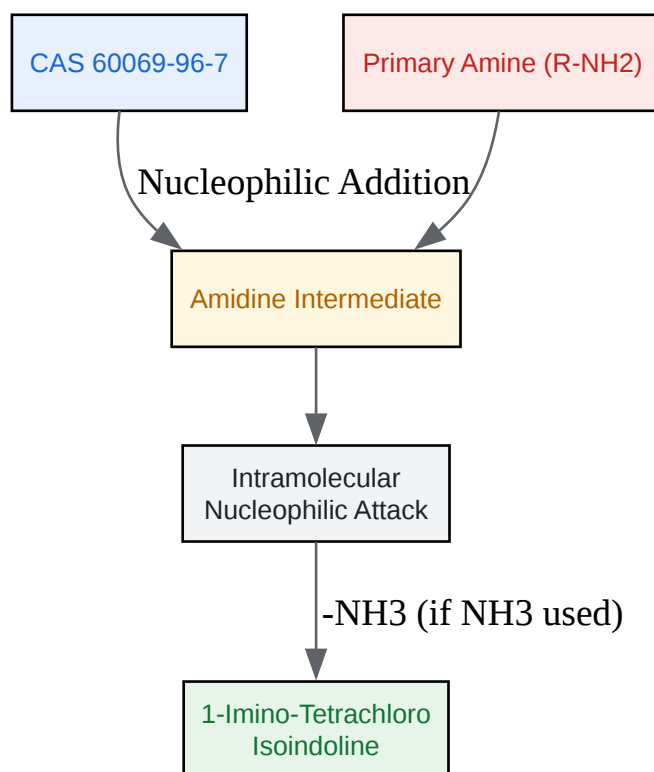 CAS 60069-96-7
Primary Amine (R-NH2)
Nucleophilic Addition
Amidine Intermediate
Intramolecular
Nucleophilic Attack
-NH3 (if NH3 used)
1-Imino-Tetrachloro
Isoindoline